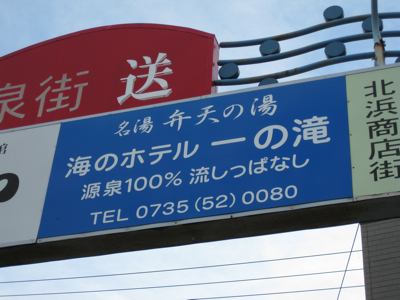 泉街 送
名湯 弁天の湯
海のホテル 一の滝
源泉100% 流しっぱなし
TEL 0735 (52) 0080
北浜商店街